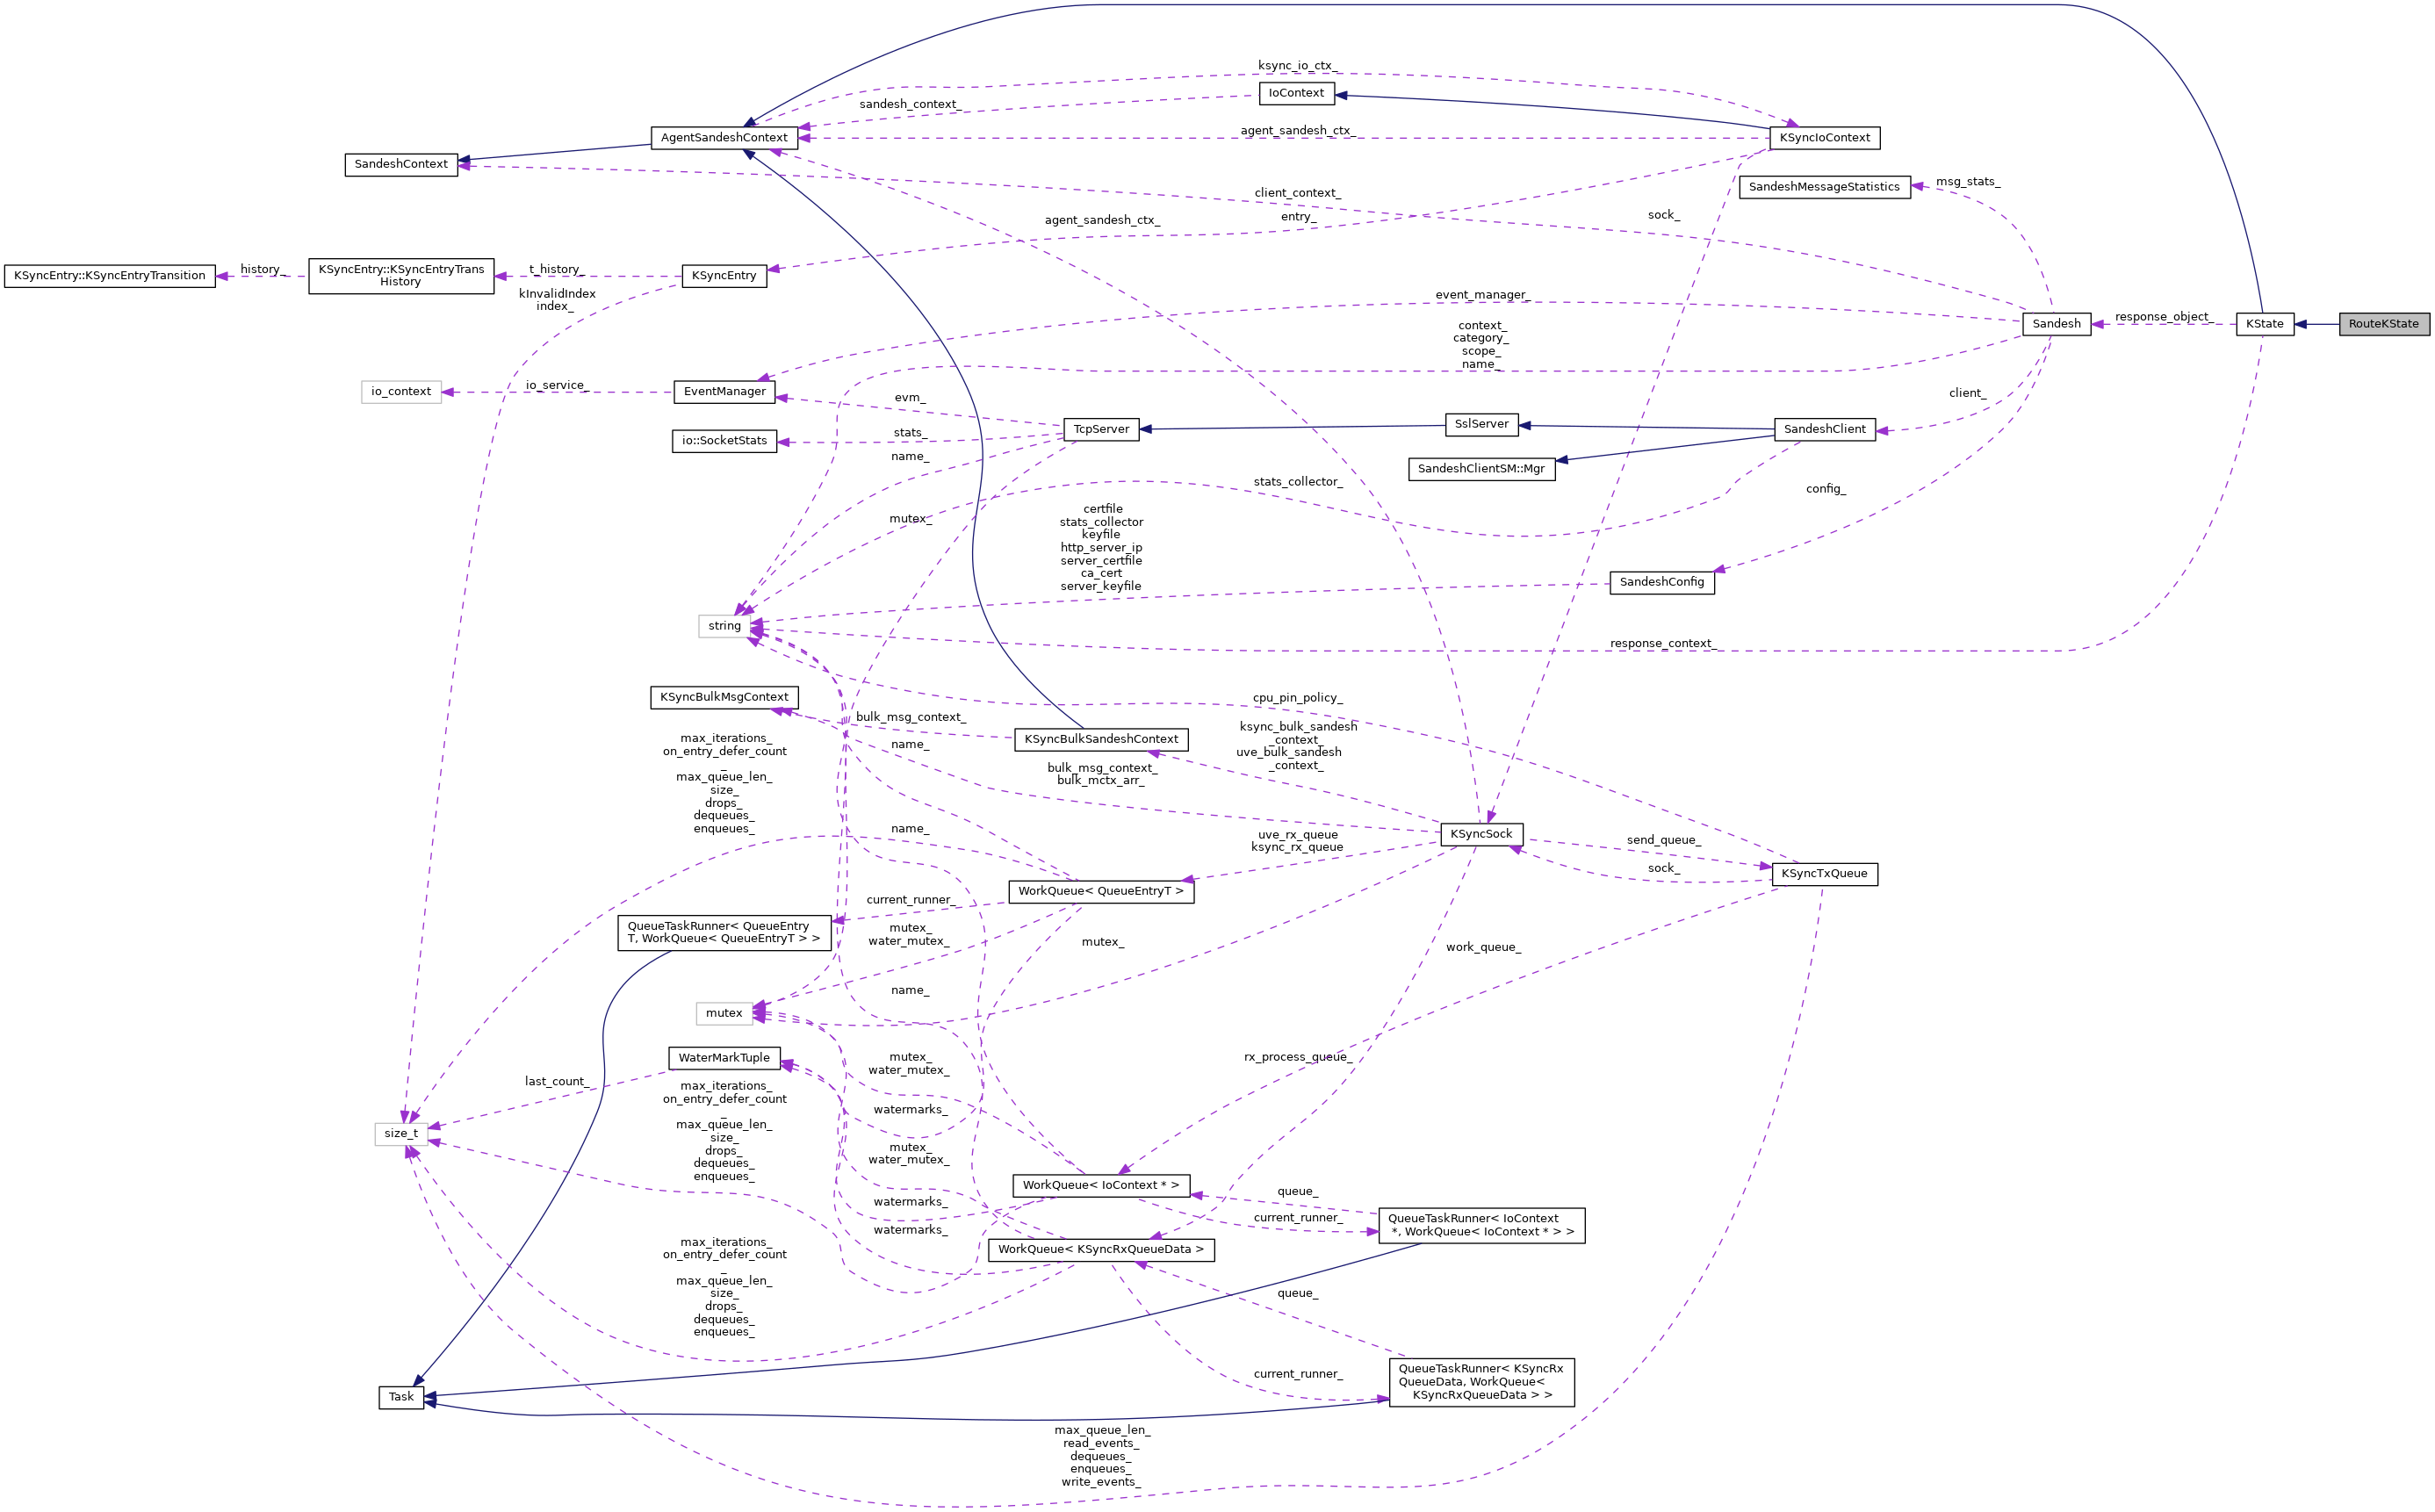 ksync_io_ctx_
IoContext
sandesh_context_
AgentSandeshContext
agent_sandesh_ctx_
KSyncIoContext
SandeshContext
SandeshMessageStatistics
msg_stats_
client_context_
agent_sandesh_ctx_
entry_
sock_
KSyncEntry::KSyncEntryTransition
history_
KSyncEntry::KSyncEntryTrans
History
t_history_
KSyncEntry
kInvalidIndex
index_
event_manager_
Sandesh
response_object_
KState
RouteKState
context_
category_
scope_
name_
io_context
io_service_
EventManager
evm_
client_
io::SocketStats
stats_
TcpServer
SslServer
SandeshClient
name_
SandeshClientSM::Mgr
stats_collector_
config_
mutex_
certfile
stats_collector
keyfile
http_server_ip
server_certfile
ca_cert
server_keyfile
SandeshConfig
string
response_context_
KSyncBulkMsgContext
cpu_pin_policy_
bulk_msg_context_
KSyncBulkSandeshContext
ksync_bulk_sandesh
_context_
uve_bulk_sandesh
_context_
name_
bulk_msg_context_
bulk_mctx_arr_
max_iterations_
on_entry_defer_count
_
max_queue_len_
size_
drops_
dequeues_
enqueues_
name_
uve_rx_queue
ksync_rx_queue
KSyncSock
send_queue_
sock_
KSyncTxQueue
WorkQueue< QueueEntryT >
current_runner_
QueueTaskRunner< QueueEntry
T, WorkQueue< QueueEntryT > >
mutex_
water_mutex_
mutex_
work_queue_
name_
mutex
WaterMarkTuple
mutex_
water_mutex_
rx_process_queue_
last_count_
max_iterations_
on_entry_defer_count
_
max_queue_len_
size_
drops_
dequeues_
enqueues_
watermarks_
size_t
mutex_
water_mutex_
WorkQueue< IoContext * >
queue_
watermarks_
current_runner_
QueueTaskRunner< IoContext
*, WorkQueue< IoContext * > >
watermarks_
WorkQueue< KSyncRxQueueData >
max_iterations_
on_entry_defer_count
_
max_queue_len_
size_
drops_
dequeues_
enqueues_
queue_
current_runner_
QueueTaskRunner< KSyncRx
QueueData, WorkQueue<
KSyncRxQueueData > >
Task
max_queue_len_
read_events_
dequeues_
enqueues_
write_events_